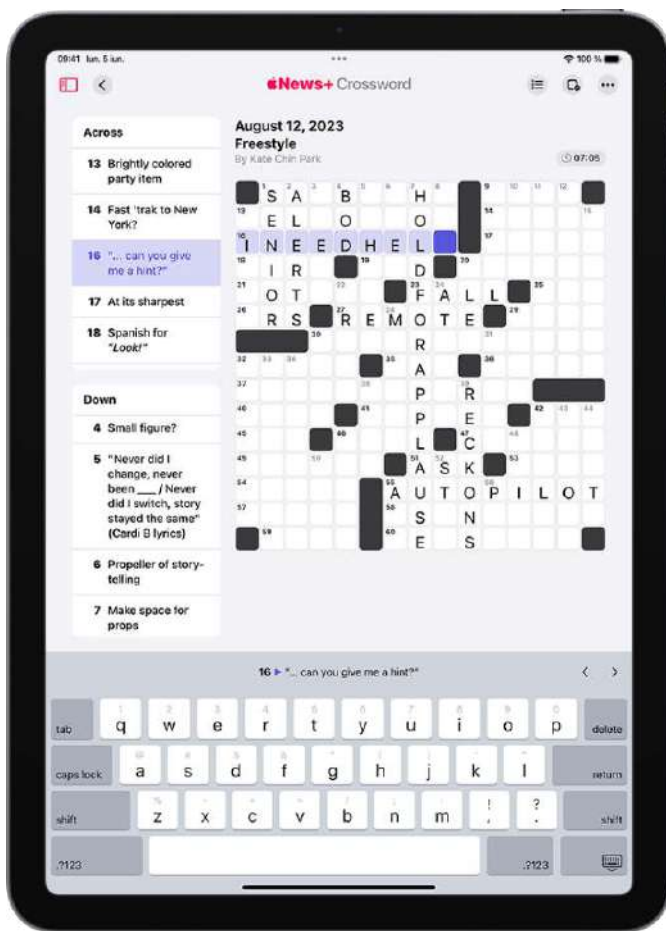 09:41 lun. 5 iun.
100 %
News+ Crossword
August 12, 2023
Freestyle
By Kate Chin Park
07:05
Across
13 Brightly colored
party item
14 Fast 'trak to New
York?
16 "... can you give
me a hint?"
17 At its sharpest
18 Spanish for
"Look!"
Down
4 Small figure?
5 "Never did I
change, never
been ___ / Never
did I switch, story
stayed the same"
(Cardi B lyrics)
6 Propeller of story-
telling
7 Make space for
props
S A B H
E L O O
I N E E D H E L
I R D
O T F A L L
R S R E M O T E
R
A
P R
P E
L C
A S K
A U T O P I L O T
S N
E S
16 ▸ "... can you give me a hint?"
tab q w e r t y u i o p delete
caps lock a s d f g h j k l return
shift z x c v b n m ! , ? . shift
.?123 .?123